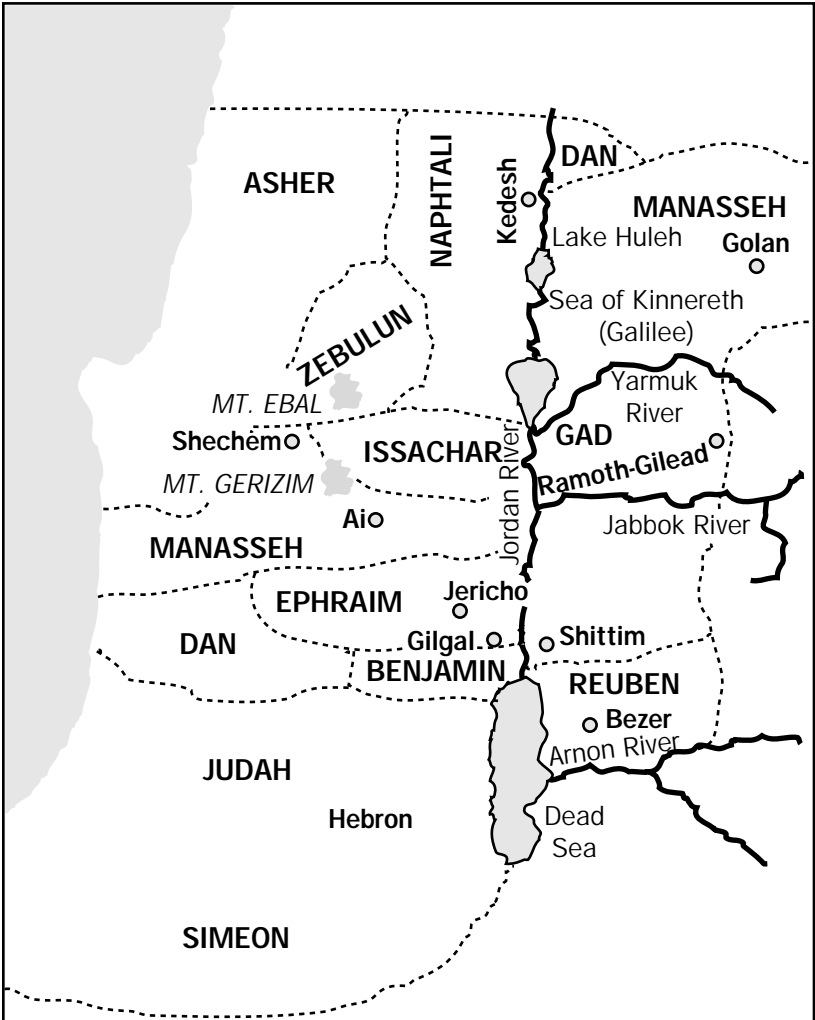 ASHER
NAPHTALI
Kedesh
DAN
MANASSEH
Lake Huleh
Golan
Sea of Kinnereth
(Galilee)
ZEBULUN
MT. EBAL
Yarmuk
River
Shechem
ISSACHAR
GAD
MT. GERIZIM
Jordan River
Ramoth-Gilead
Ai
Jabbok River
MANASSEH
EPHRAIM
Jericho
DAN
Gilgal
Shittim
BENJAMIN
REUBEN
Bezer
Arnon River
JUDAH
Hebron
Dead
Sea
SIMEON